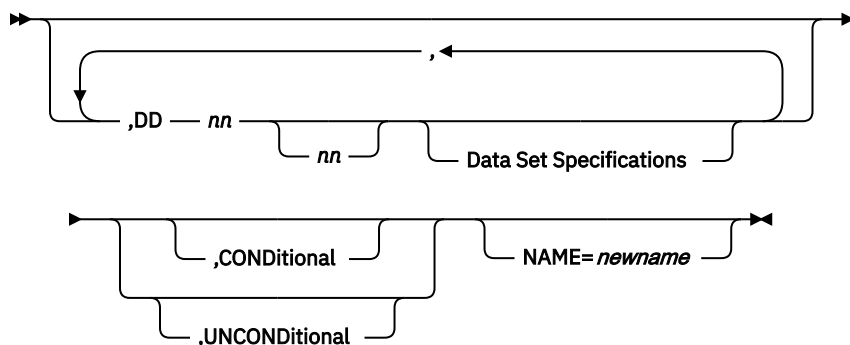 ,
,DD nn
nn Data Set Specifications
,CONDitional NAME=newname
,UNCONDitional